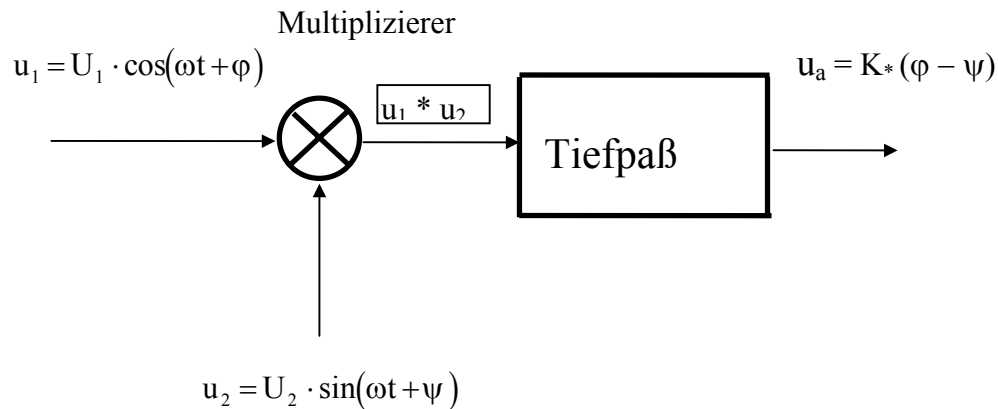 Multiplizierer
u₁ = U₁ · cos(ωt + φ)
uₐ = K* (φ − ψ)
u₁ * u₂
Tiefpaß
u₂ = U₂ · sin(ωt + ψ)